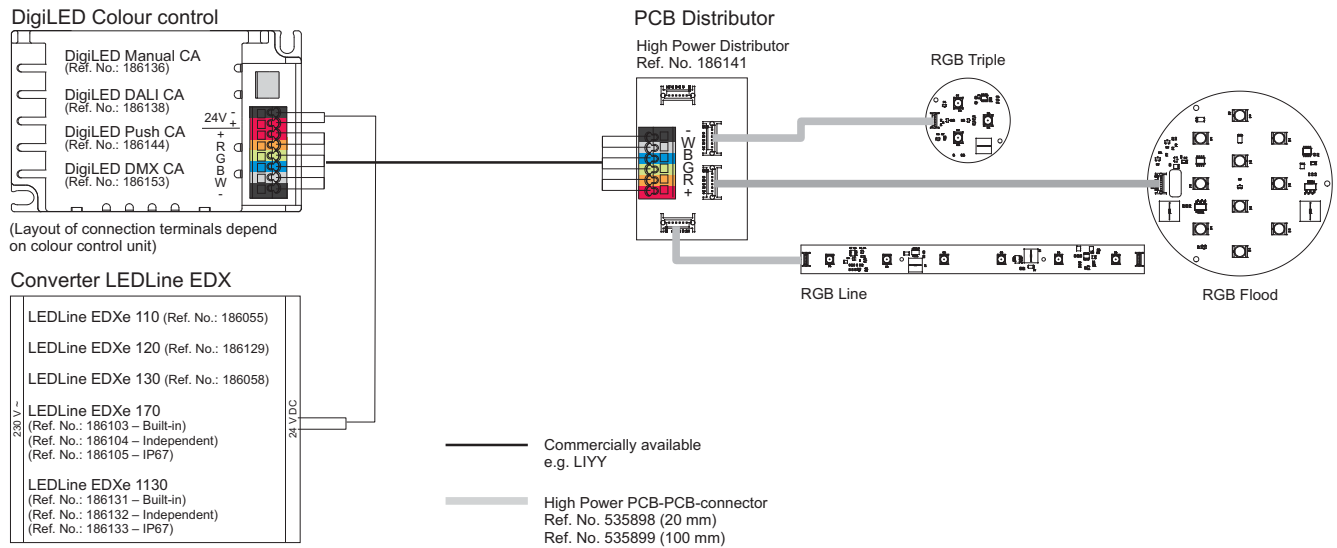 DigiLED Colour control
DigiLED Manual CA
(Ref. No.: 186136)
DigiLED DALI CA
(Ref. No.: 186138)
DigiLED Push CA
(Ref. No.: 186144)
DigiLED DMX CA
(Ref. No.: 186153)
24V -
+
+
R
G
B
W
-
(Layout of connection terminals depend
on colour control unit)
Converter LEDLine EDX
230 V ~
LEDLine EDXe 110 (Ref. No.: 186055)
LEDLine EDXe 120 (Ref. No.: 186129)
LEDLine EDXe 130 (Ref. No.: 186058)
LEDLine EDXe 170
(Ref. No.: 186103 – Built-in)
(Ref. No.: 186104 – Independent)
(Ref. No.: 186105 – IP67)
LEDLine EDXe 1130
(Ref. No.: 186131 – Built-in)
(Ref. No.: 186132 – Independent)
(Ref. No.: 186133 – IP67)
24 V DC
PCB Distributor
High Power Distributor
Ref. No. 186141
-
W
B
G
R
+
RGB Triple
RGB Line
RGB Flood
Commercially available
e.g. LIYY
High Power PCB-PCB-connector
Ref. No. 535898 (20 mm)
Ref. No. 535899 (100 mm)